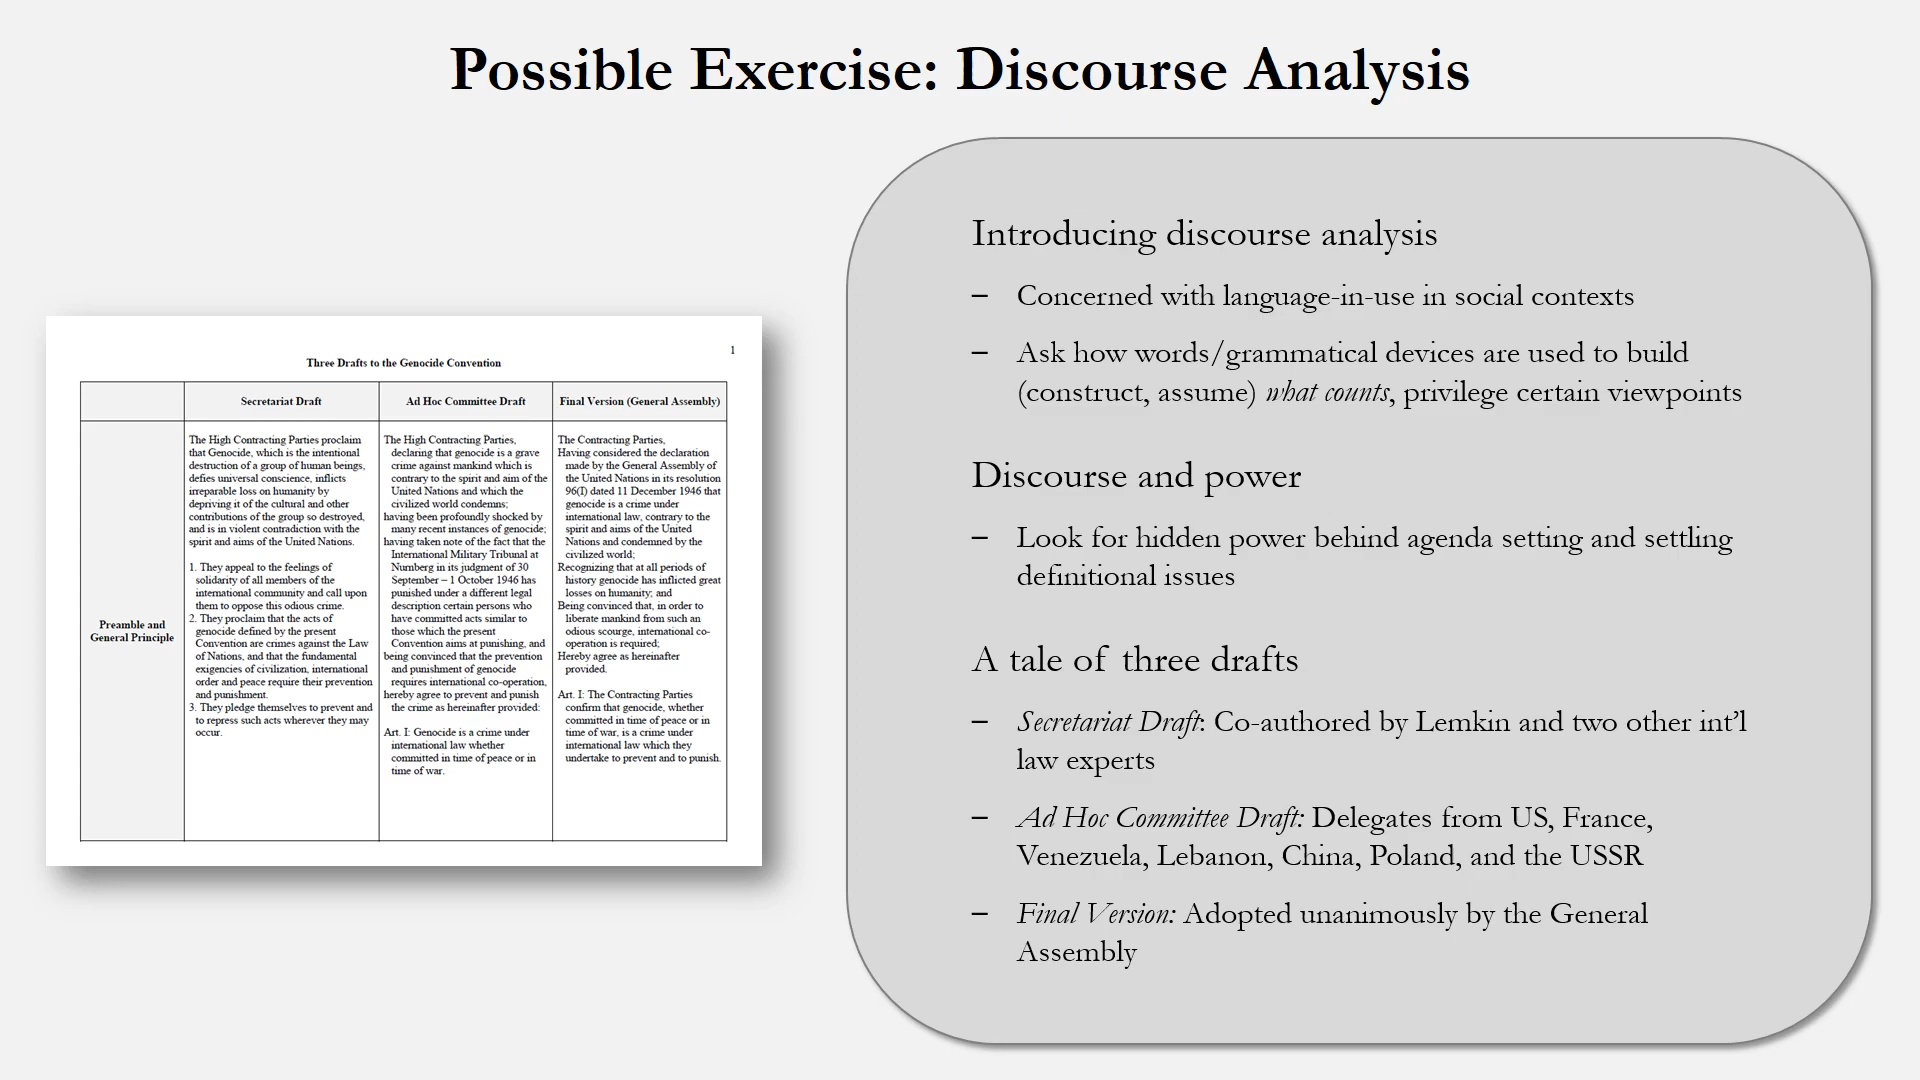 Possible Exercise: Discourse Analysis
1
Three Drafts to the Genocide Convention
Secretariat Draft
Ad Hoc Committee Draft
Final Version (General Assembly)
Preamble and
General Principle
The High Contracting Parties proclaim
that Genocide, which is the intentional
destruction of a group of human beings,
defies universal conscience, inflicts
irreparable loss on humanity by
depriving it of the cultural and other
contributions of the group so destroyed,
and is in violent contradiction with the
spirit and aims of the United Nations.
1. They appeal to the feelings of
solidarity of all members of the
international community and call upon
them to oppose this odious crime.
2. They proclaim that the acts of
genocide defined by the present
Convention are crimes against the Law
of Nations, and that the fundamental
exigencies of civilization, international
order and peace require their prevention
and punishment.
3. They pledge themselves to prevent and
to repress such acts wherever they may
occur.
The High Contracting Parties,
declaring that genocide is a grave
crime against mankind which is
contrary to the spirit and aim of the
United Nations and which the
civilized world condemns;
having been profoundly shocked by
many recent instances of genocide;
having taken note of the fact that the
International Military Tribunal at
Nurnberg in its judgment of 30
September – 1 October 1946 has
punished under a different legal
description certain persons who
have committed acts similar to
those which the present
Convention aims at punishing, and
being convinced that the prevention
and punishment of genocide
requires international co-operation,
hereby agree to prevent and punish
the crime as hereinafter provided:
Art. I: Genocide is a crime under
international law whether
committed in time of peace or in
time of war.
The Contracting Parties,
Having considered the declaration
made by the General Assembly of
the United Nations in its resolution
96(I) dated 11 December 1946 that
genocide is a crime under
international law, contrary to the
spirit and aims of the United
Nations and condemned by the
civilized world;
Recognizing that at all periods of
history genocide has inflicted great
losses on humanity; and
Being convinced that, in order to
liberate mankind from such an
odious scourge, international co-
operation is required;
Hereby agree as hereinafter
provided.
Art. I: The Contracting Parties
confirm that genocide, whether
committed in time of peace or in
time of war, is a crime under
international law which they
undertake to prevent and to punish.
Introducing discourse analysis
– Concerned with language-in-use in social contexts
– Ask how words/grammatical devices are used to build
(construct, assume) what counts, privilege certain viewpoints
Discourse and power
– Look for hidden power behind agenda setting and settling
definitional issues
A tale of three drafts
– Secretariat Draft: Co-authored by Lemkin and two other int’l
law experts
– Ad Hoc Committee Draft: Delegates from US, France,
Venezuela, Lebanon, China, Poland, and the USSR
– Final Version: Adopted unanimously by the General
Assembly